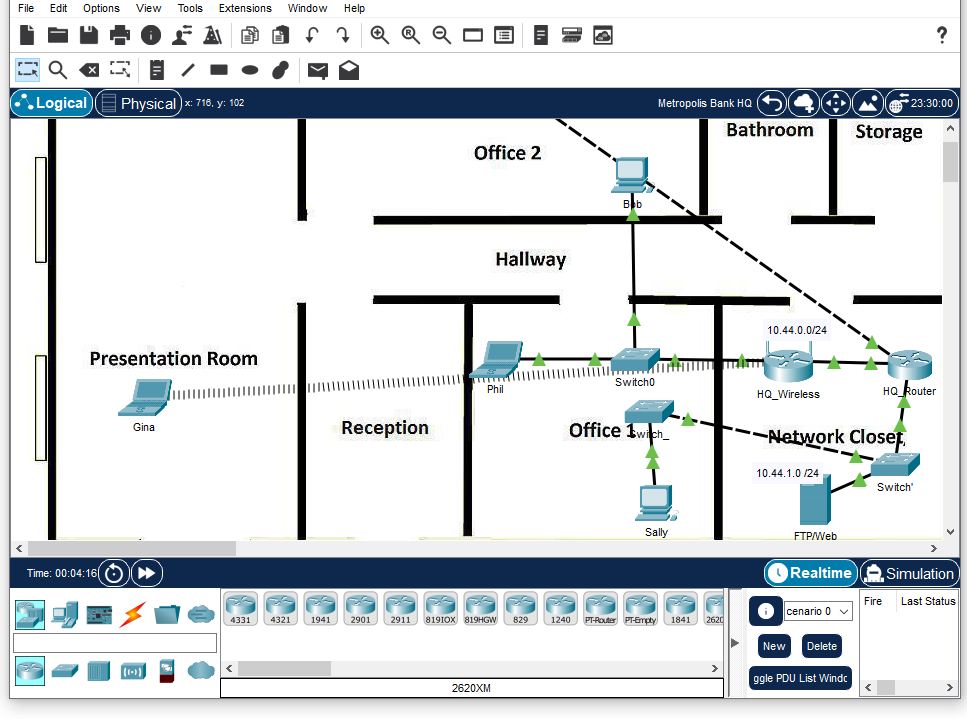 File Edit Options View Tools Extensions Window Help
?
Logical Physical x: 716, y: 102 Metropolis Bank HQ 23:30:00
Office 2 Bathroom Storage
Bob
Hallway
10.44.0.0/24
Presentation Room
Phil Switch0 HQ_Wireless HQ_Router
Gina
Reception Office 1 Switch_ Network Closet
10.44.1.0 /24 Switch'
Sally FTP/Web
Time: 00:04:16 Realtime Simulation
4331 4321 1941 2901 2911 819IOX 819HGW 829 1240 PT-Router PT-Empty 1841 2620
cenario 0 Fire Last Status
New Delete
ggle PDU List Windo
2620XM